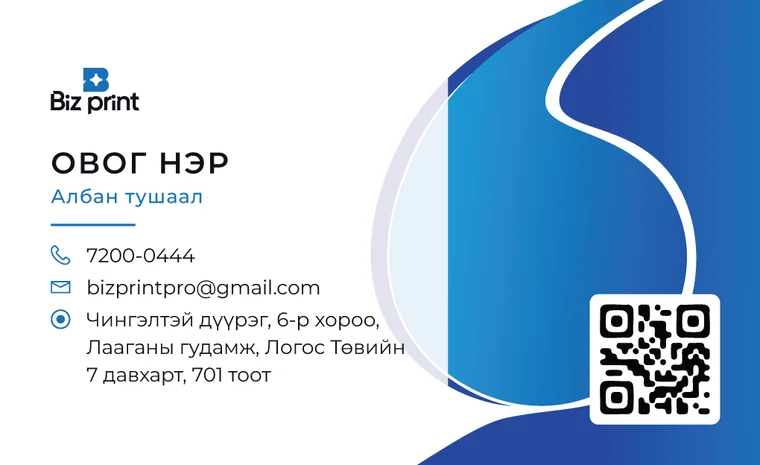 Biz print
ОВОГ НЭР
Албан тушаал
7200-0444
bizprintpro@gmail.com
Чингэлтэй дүүрэг, 6-р хороо,
Лааганы гудамж, Логос Төвийн
7 давхарт, 701 тоот